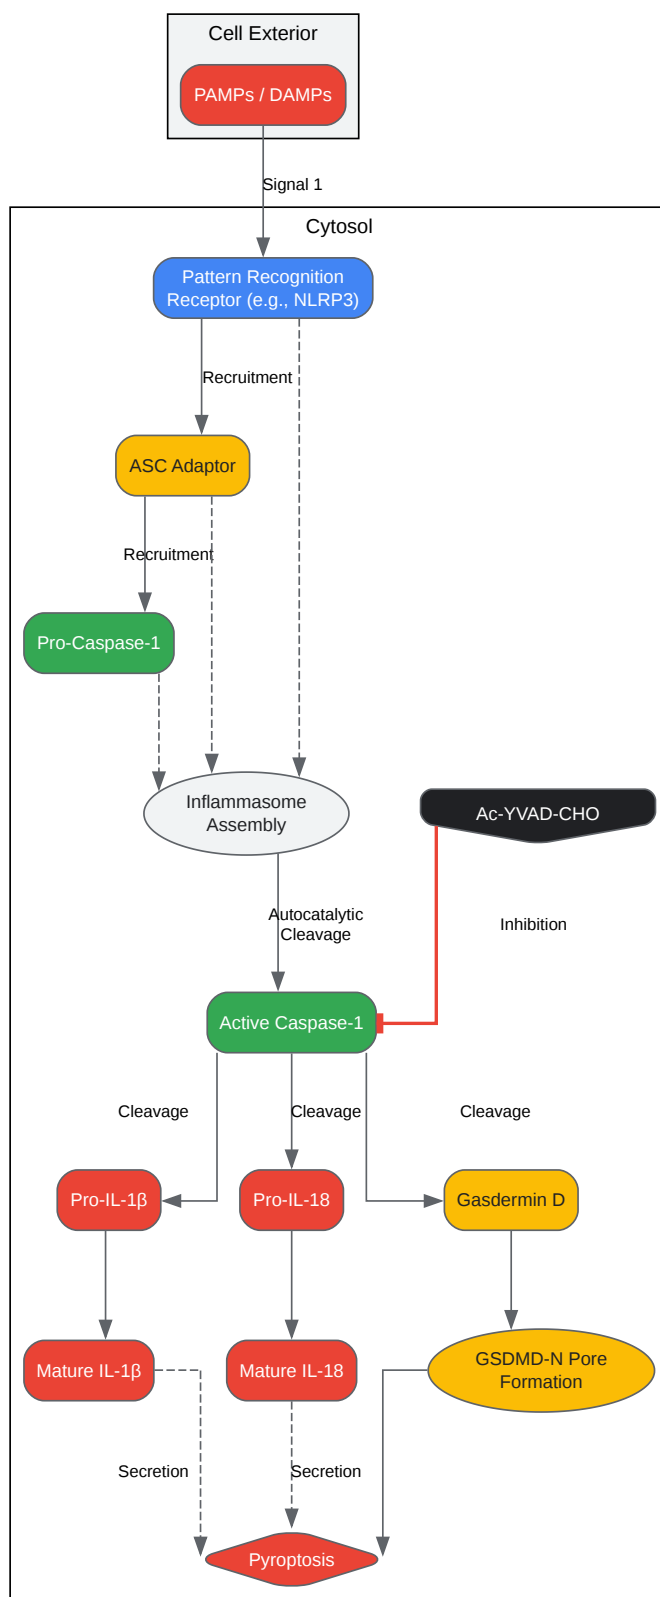 Cell Exterior
PAMPs / DAMPs
Signal 1
Cytosol
Pattern Recognition
Receptor (e.g., NLRP3)
Recruitment
ASC Adaptor
Recruitment
Pro-Caspase-1
Inflammasome
Assembly
Ac-YVAD-CHO
Autocatalytic
Cleavage
Inhibition
Active Caspase-1
Cleavage
Cleavage
Cleavage
Pro-IL-1β
Pro-IL-18
Gasdermin D
Mature IL-1β
Mature IL-18
GSDMD-N Pore
Formation
Secretion
Secretion
Pyroptosis